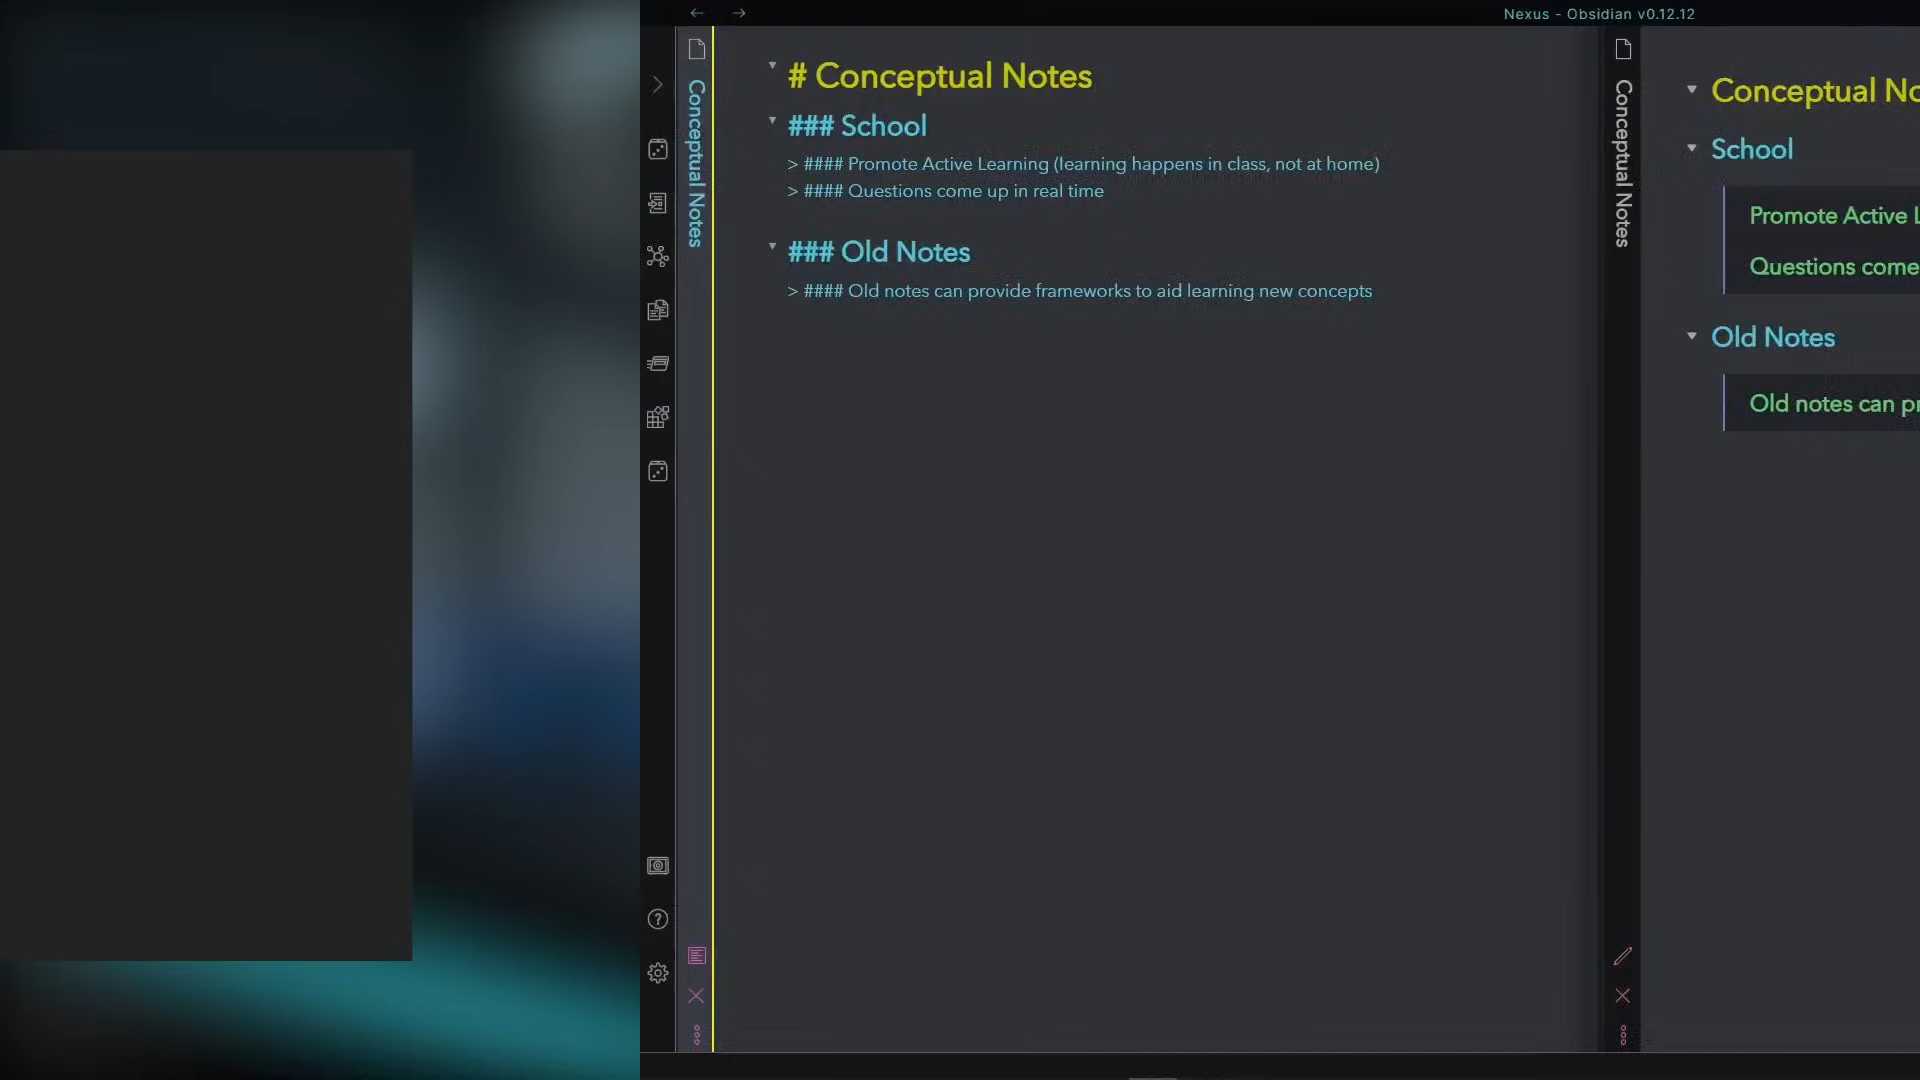 Nexus - Obsidian v0.12.12
Conceptual Notes
# Conceptual Notes
### School
> #### Promote Active Learning (learning happens in class, not at home)
> #### Questions come up in real time
### Old Notes
> #### Old notes can provide frameworks to aid learning new concepts
Conceptual Notes
Conceptual No
School
Promote Active L
Questions come
Old Notes
Old notes can pr